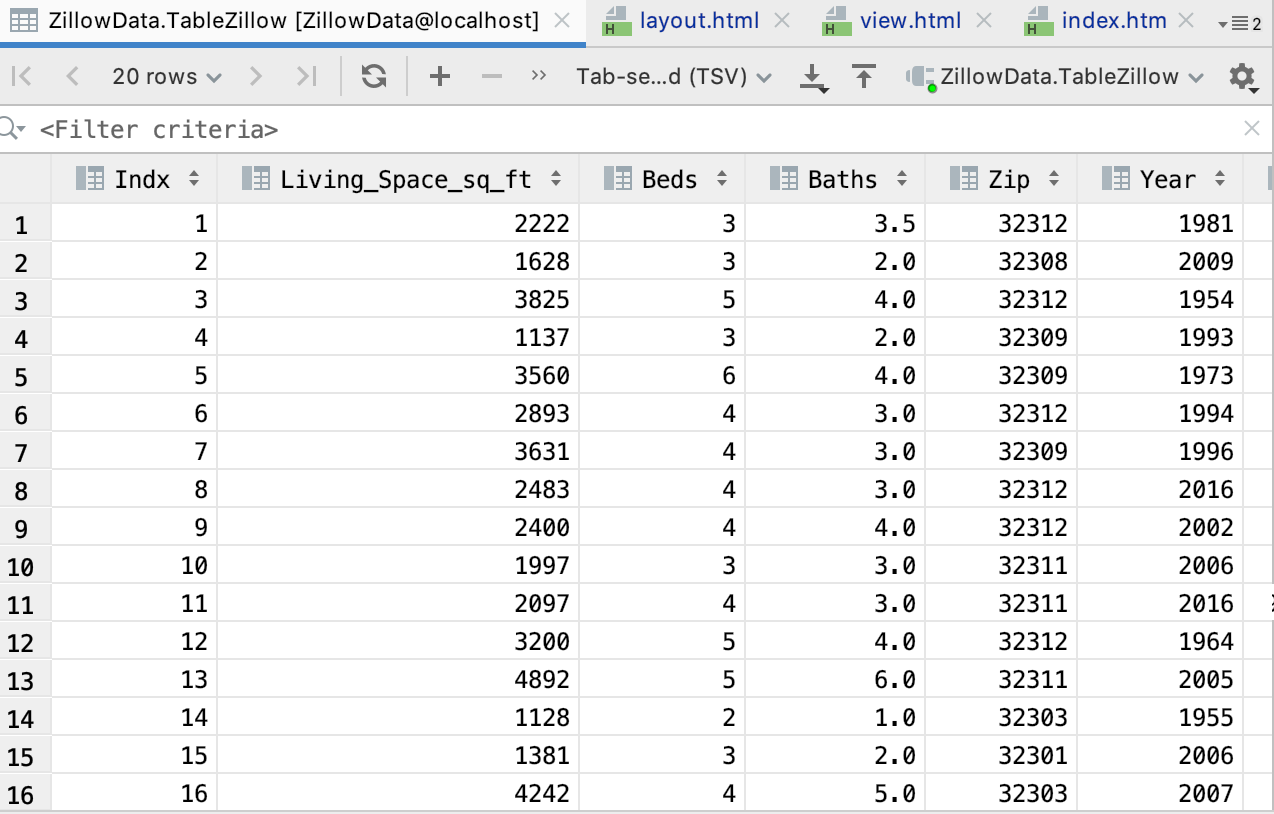 ZillowData.TableZillow [ZillowData@localhost] layout.html view.html index.htm 2
20 rows Tab-se...d (TSV) ZillowData.TableZillow
<Filter criteria>
Indx Living_Space_sq_ft Beds Baths Zip Year
1 1 2222 3 3.5 32312 1981
2 2 1628 3 2.0 32308 2009
3 3 3825 5 4.0 32312 1954
4 4 1137 3 2.0 32309 1993
5 5 3560 6 4.0 32309 1973
6 6 2893 4 3.0 32312 1994
7 7 3631 4 3.0 32309 1996
8 8 2483 4 3.0 32312 2016
9 9 2400 4 4.0 32312 2002
10 10 1997 3 3.0 32311 2006
11 11 2097 4 3.0 32311 2016
12 12 3200 5 4.0 32312 1964
13 13 4892 5 6.0 32311 2005
14 14 1128 2 1.0 32303 1955
15 15 1381 3 2.0 32301 2006
16 16 4242 4 5.0 32303 2007